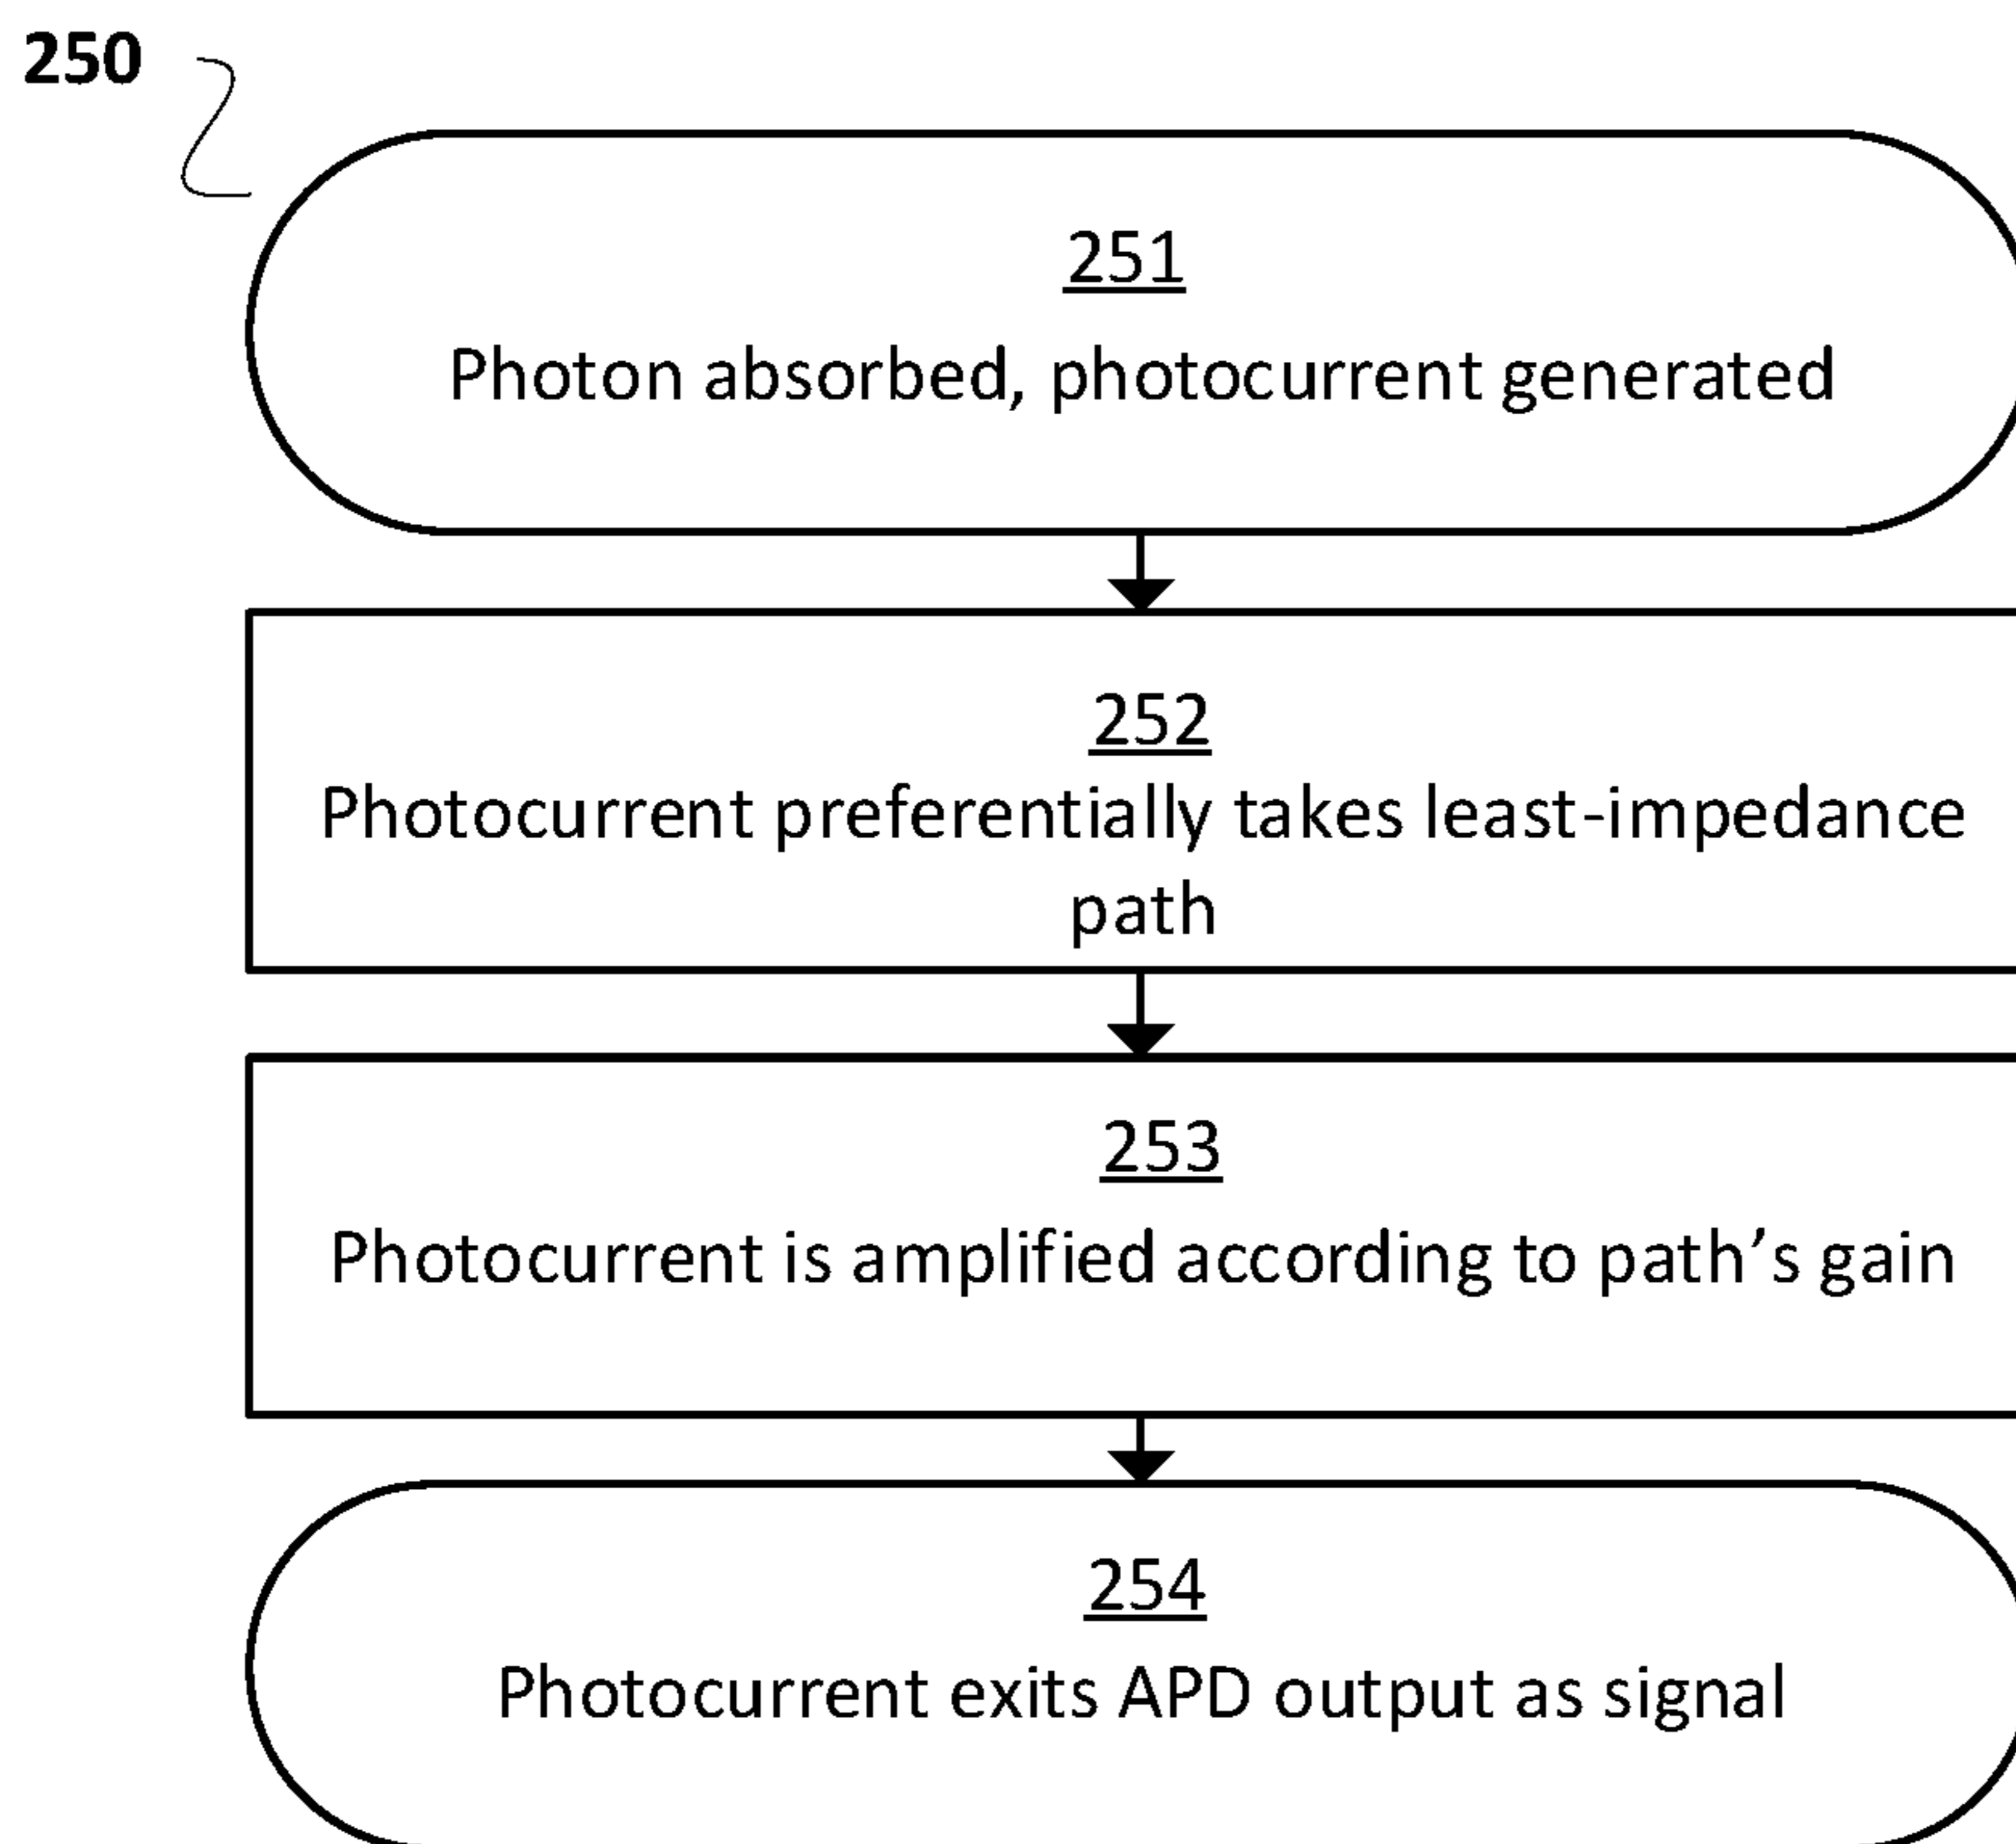 250
251
Photon absorbed, photocurrent generated
252
Photocurrent preferentially takes least-impedance
path
253
Photocurrent is amplified according to path’s gain
254
Photocurrent exits APD output as signal